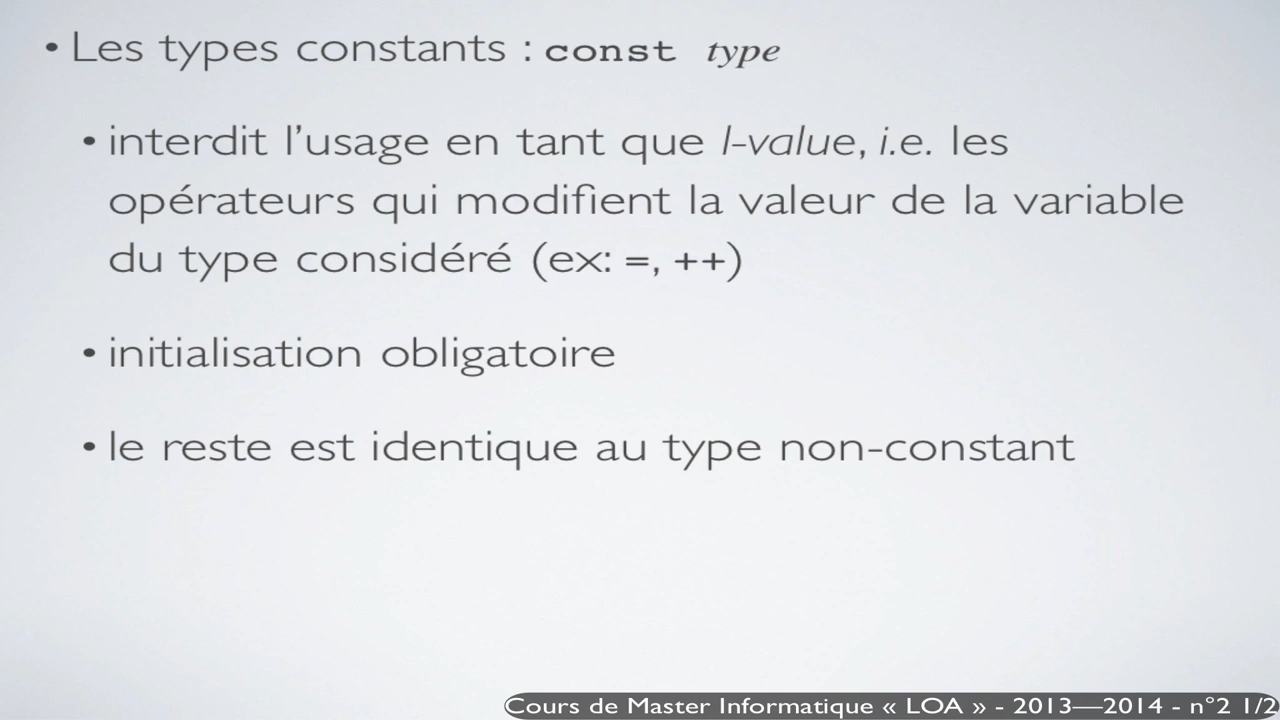 • Les types constants : const type
• interdit l’usage en tant que l-value, i.e. les
opérateurs qui modifient la valeur de la variable
du type considéré (ex: =, ++)
• initialisation obligatoire
• le reste est identique au type non-constant
Cours de Master Informatique « LOA » - 2013—2014 - n°2 1/2